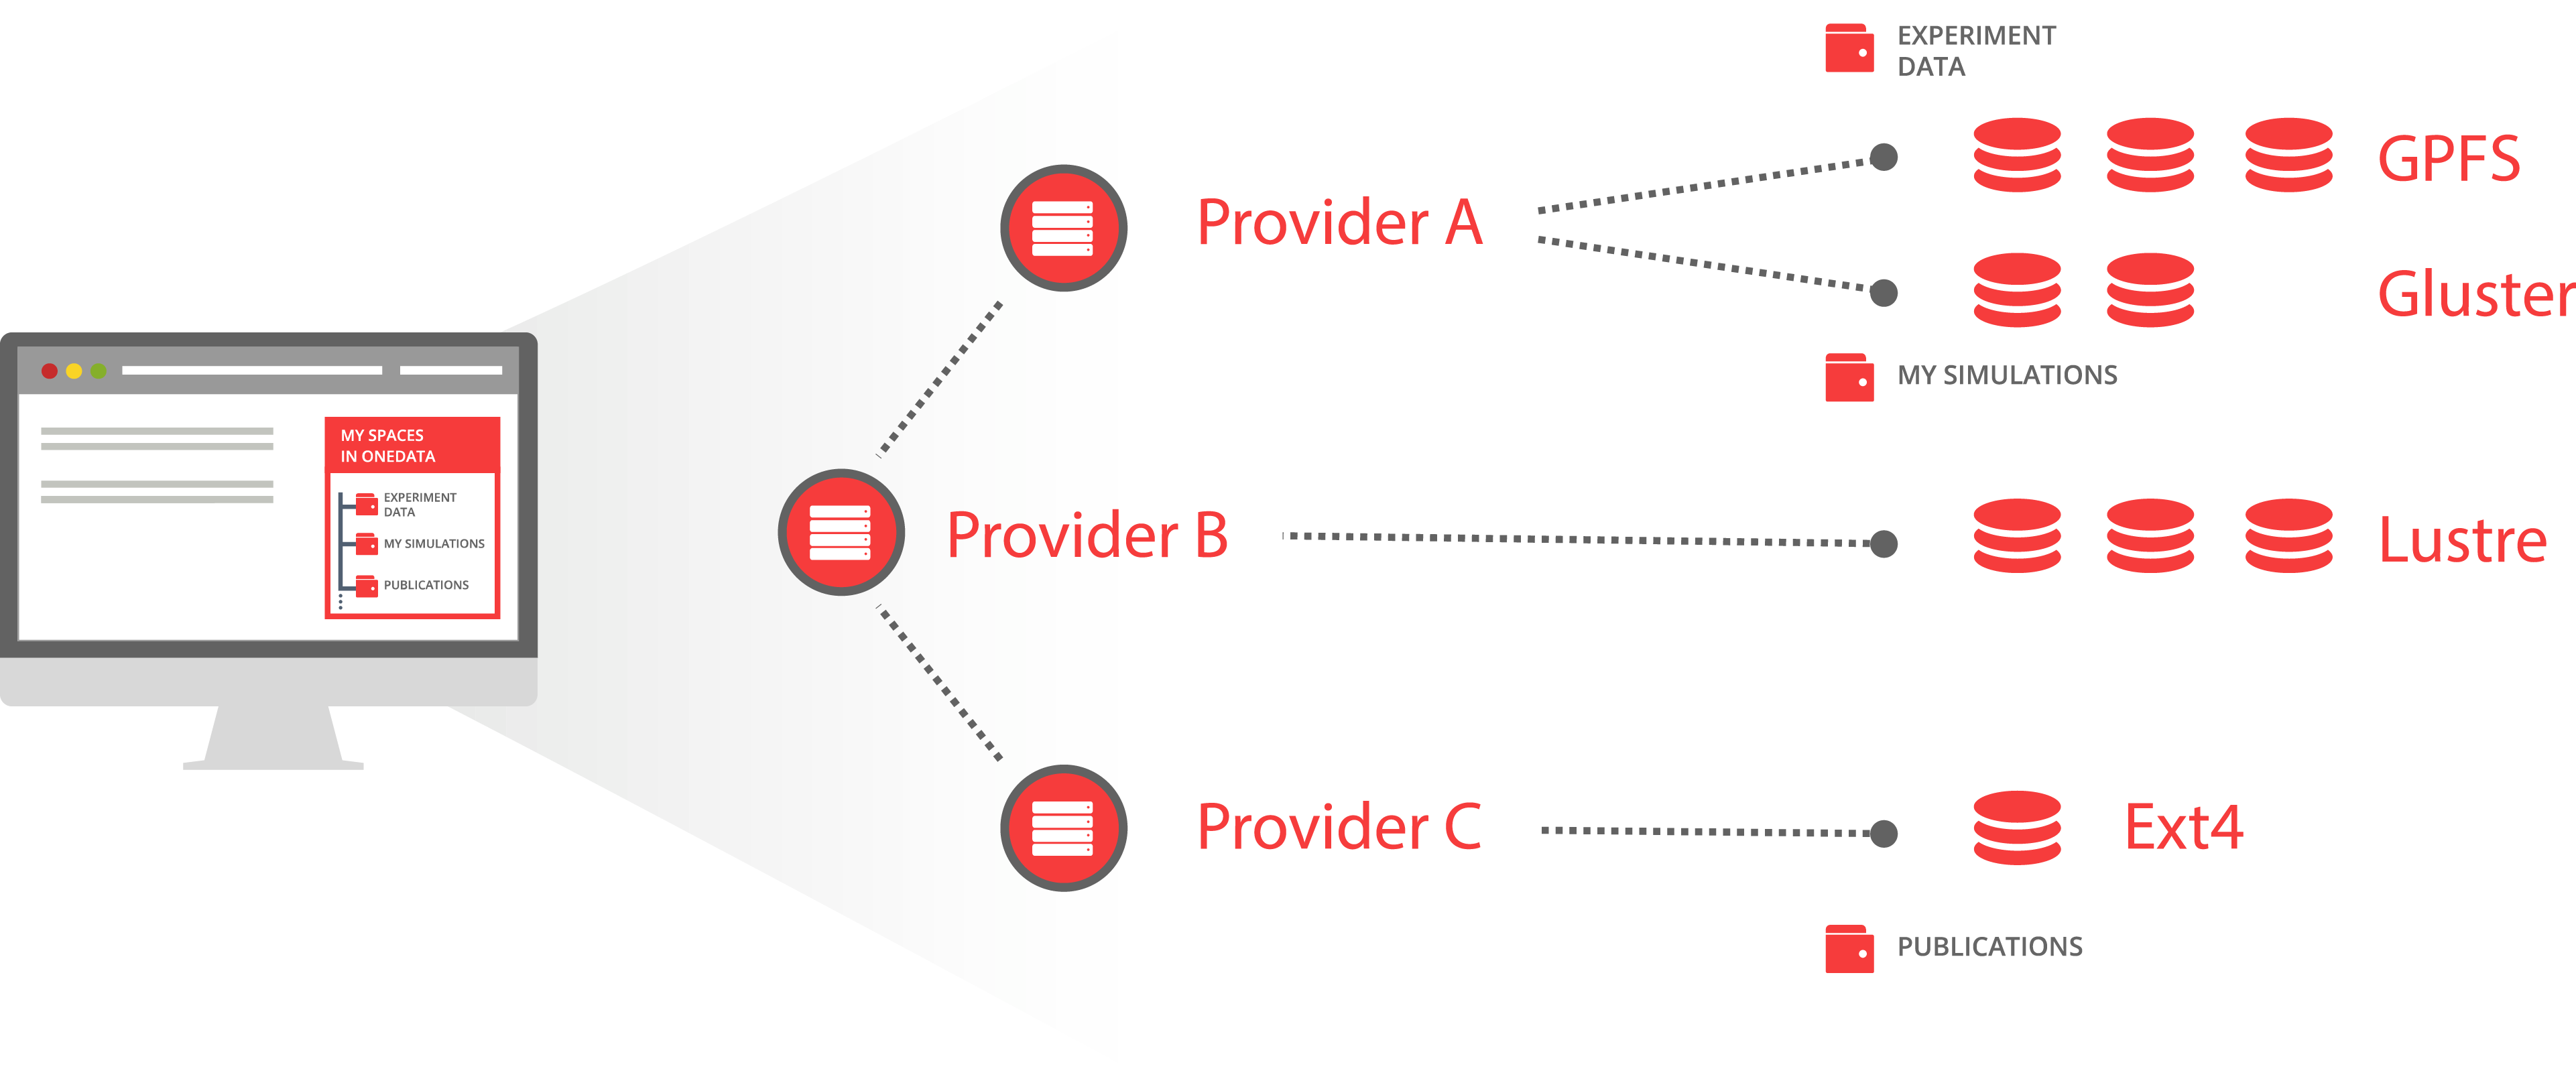 MY SPACES
IN ONEDATA
EXPERIMENT
DATA
MY SIMULATIONS
PUBLICATIONS
Provider A
Provider B
Provider C
EXPERIMENT
DATA
GPFS
Gluster
MY SIMULATIONS
Lustre
Ext4
PUBLICATIONS